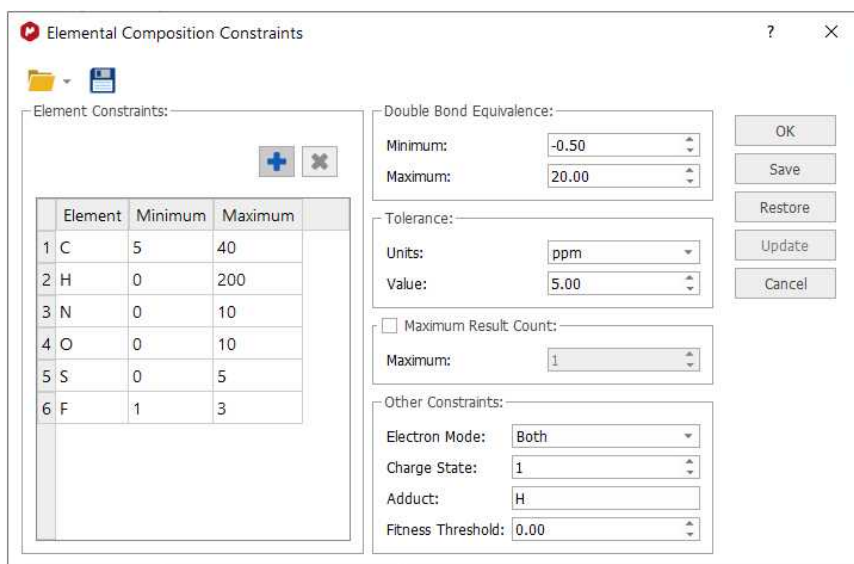 Elemental Composition Constraints ?
Element Constraints:
Element Minimum Maximum
1 C 5 40
2 H 0 200
3 N 0 10
4 O 0 10
5 S 0 5
6 F 1 3
Double Bond Equivalence:
Minimum: -0.50
Maximum: 20.00
Tolerance:
Units: ppm
Value: 5.00
Maximum Result Count:
Maximum: 1
Other Constraints:
Electron Mode: Both
Charge State: 1
Adduct: H
Fitness Threshold: 0.00
OK
Save
Restore
Update
Cancel